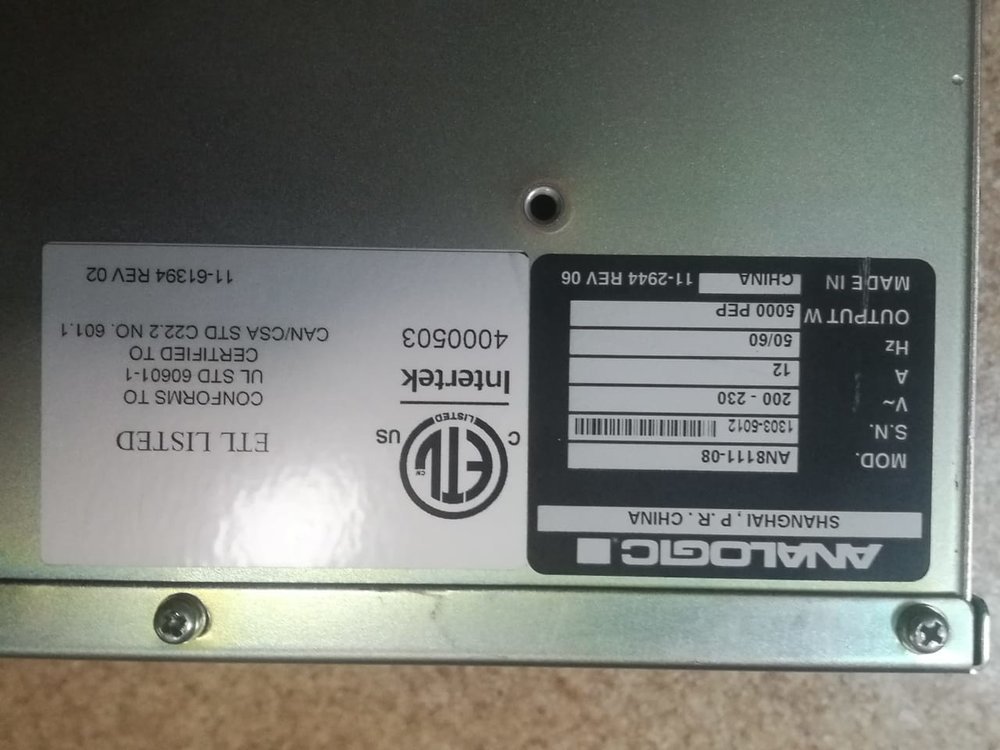 ANALOGIC
SHANGHAI, P.R. CHINA
MOD. AN8111-08
S.N. 1303-6012
V~ 200 - 230
A 12
Hz 50/60
OUTPUT W 5000 PEP
MADE IN CHINA 11-2944 REV 06
ETL LISTED
CONFORMS TO
UL STD 60601-1
CERTIFIED TO
CAN/CSA STD C22.2 NO. 601.1
11-61394 REV 02
ETL CM
LISTED
C US
Intertek
4000503